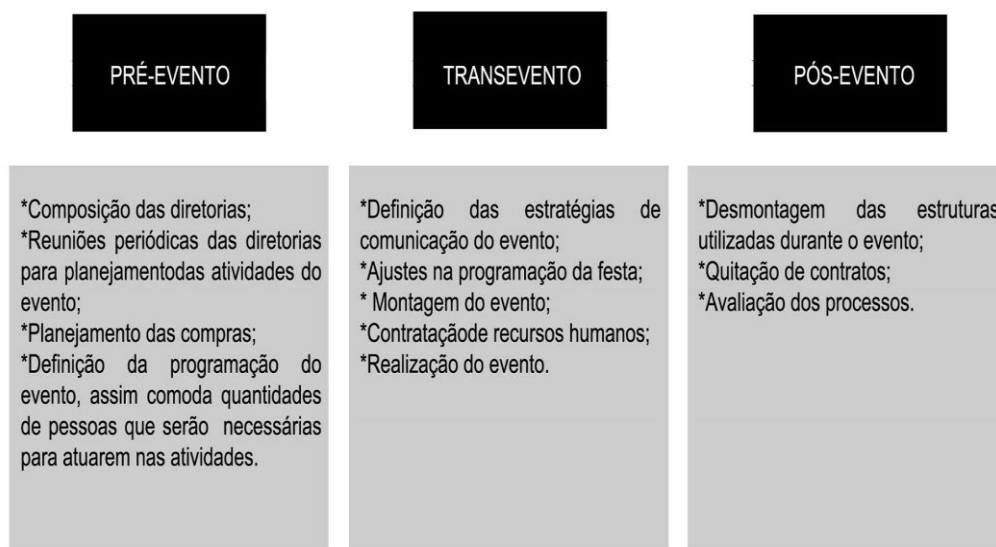 PRÉ-EVENTO
*Composição das diretorias;
*Reuniões periódicas das diretorias
para planejamentodas atividades do
evento;
*Planejamento das compras;
*Definição da programação do
evento, assim comoda quantidades
de pessoas que serão necessárias
para atuarem nas atividades.
TRANSEVENTO
*Definição das estratégias de
comunicação do evento;
*Ajustes na programação da festa;
* Montagem do evento;
*Contrataçãode recursos humanos;
*Realização do evento.
PÓS-EVENTO
*Desmontagem das estruturas
utilizadas durante o evento;
*Quitação de contratos;
*Avaliação dos processos.